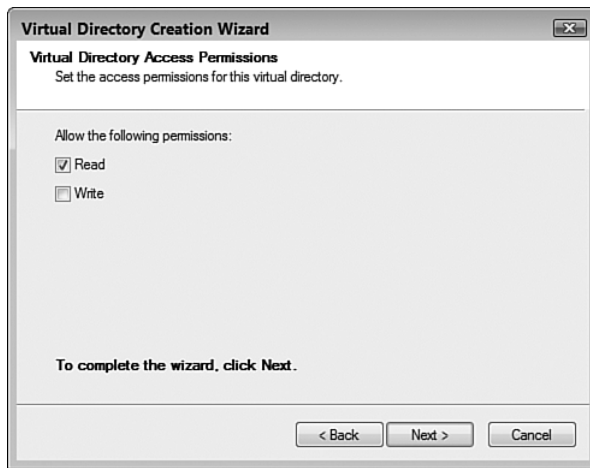 Virtual Directory Creation Wizard
Virtual Directory Access Permissions
Set the access permissions for this virtual directory.
Allow the following permissions:
Read
Write
To complete the wizard, click Next.
< Back Next > Cancel